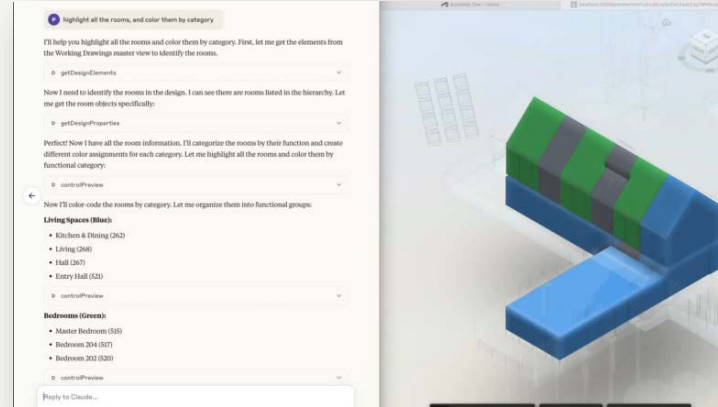 P highlight all the rooms, and color them by category
I'll help you highlight all the rooms and color them by category. First, let me get the elements from
the Working Drawings master view to identify the rooms.
D getDesignElements
Now I need to identify the rooms in the design. I can see there are rooms listed in the hierarchy. Let
me get the room objects specifically:
D getDesignProperties
Perfect! Now I have all the room information. I'll categorize the rooms by their function and create
different color assignments for each category. Let me highlight all the rooms and color them by
functional category:
D controlPreview
Now I'll color-code the rooms by category. Let me organize them into functional groups:
Living Spaces (Blue):
• Kitchen & Dining (262)
• Living (268)
• Hall (267)
• Entry Hall (521)
D controlPreview
Bedrooms (Green):
• Master Bedroom (515)
• Bedroom 204 (517)
• Bedroom 202 (520)
D controlPreview
Reply to Claude...